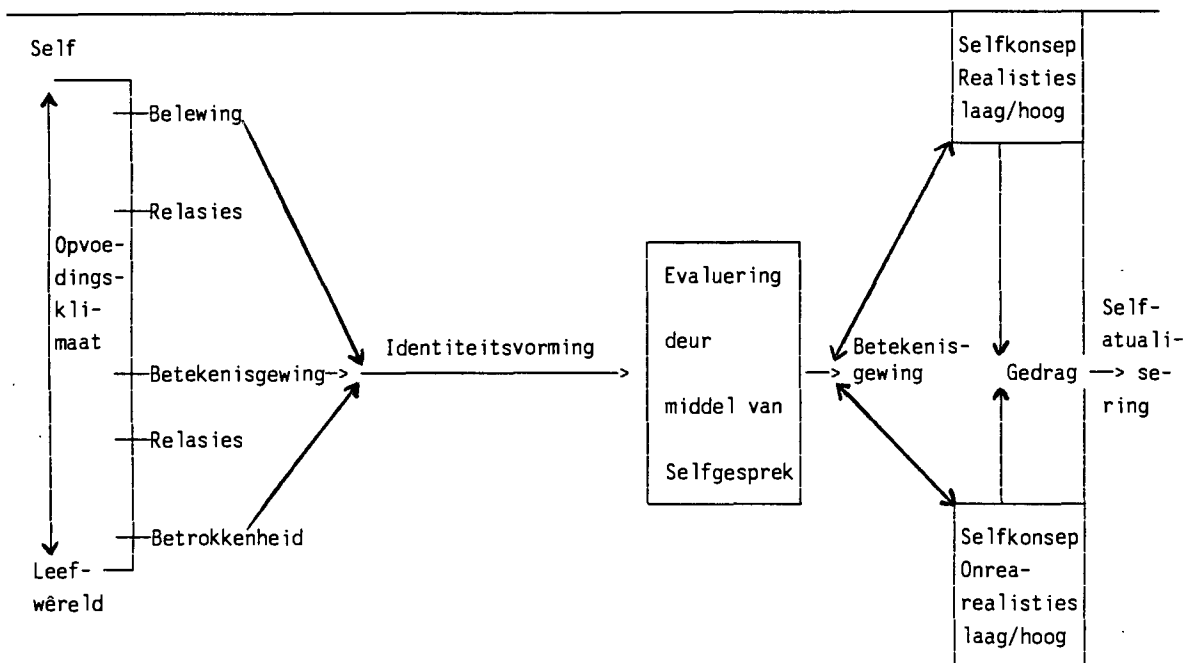 Self
Belewing
Relasies
Opvoe-
dings-
kli-
maat
Betekenisgewing
Relasies
Betrokkenheid
Leef-
wêreld
Identiteitsvorming
Evaluering
deur
middel van
Selfgesprek
Betekenis-
gewing
Selfkonsep
Realisties
laag/hoog
Gedrag
Selfkonsep
Onrea-
realisties
laag/hoog
Self-
atuali-
se-
ring